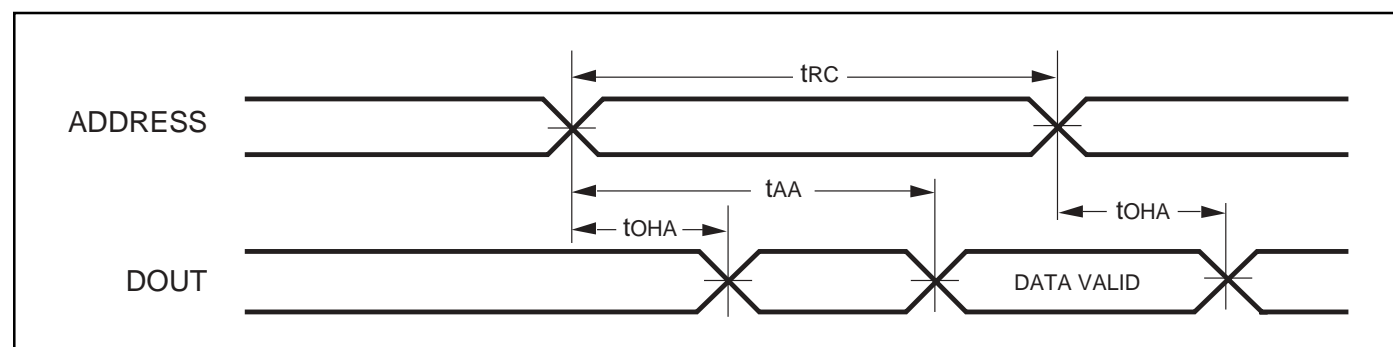 tRC
ADDRESS
tAA
tOHA
tOHA
DOUT
DATA VALID